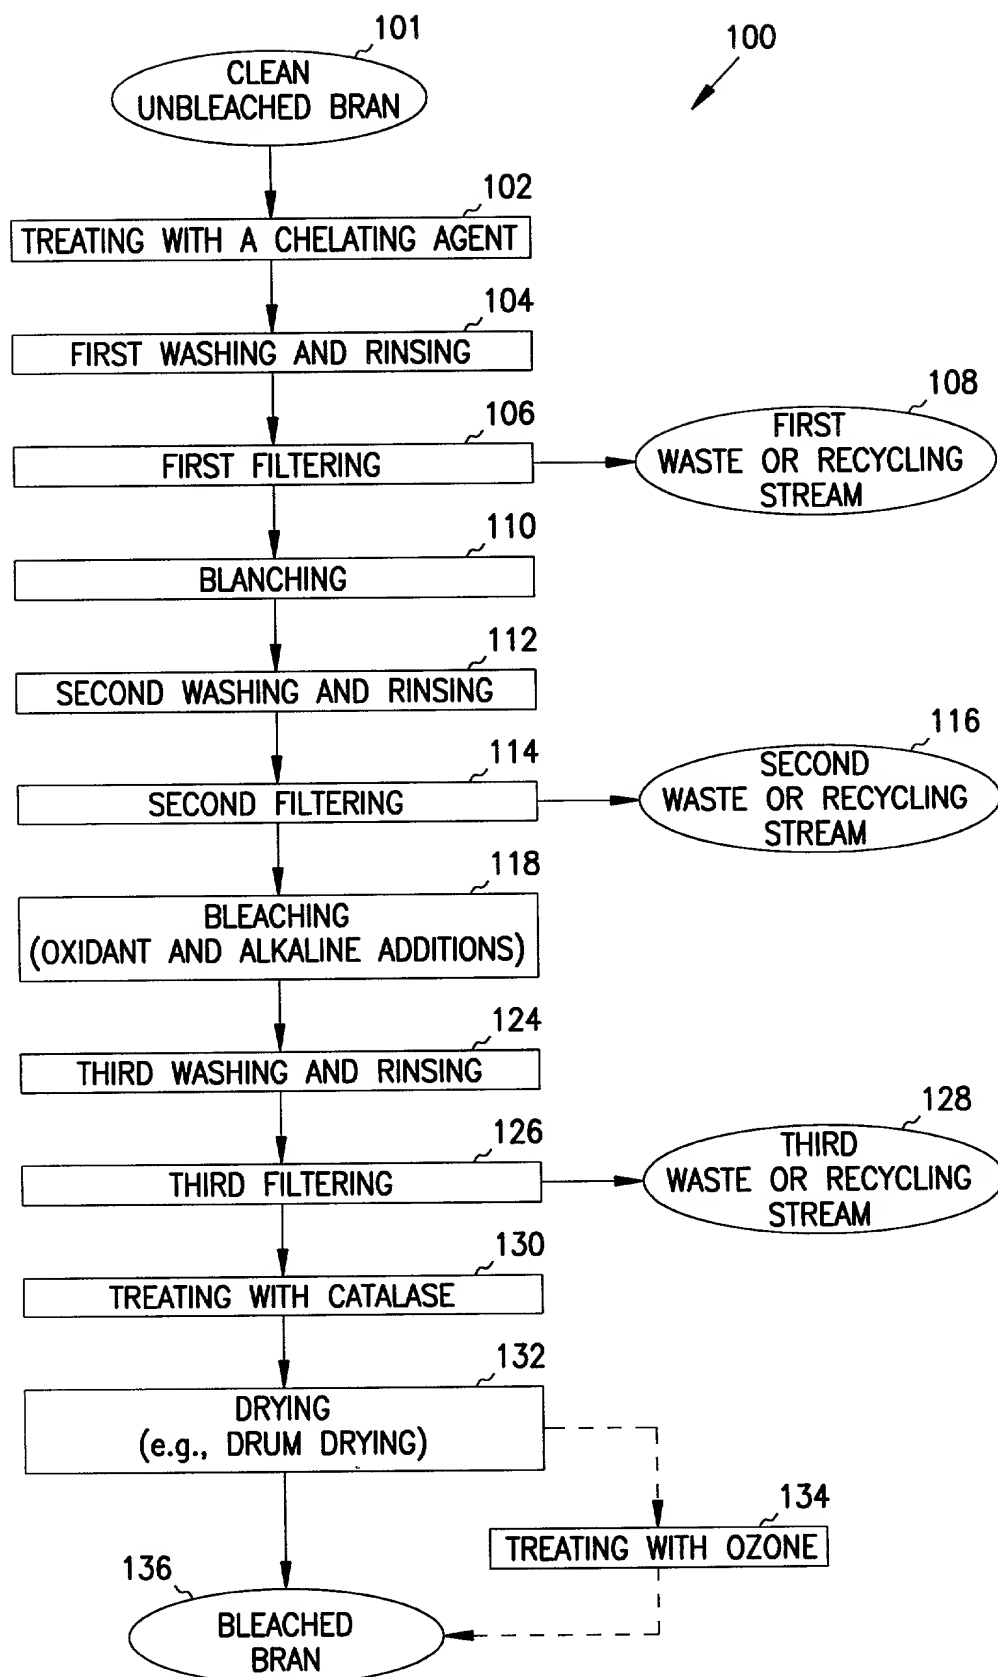 101
100
CLEAN
UNBLEACHED BRAN
102
TREATING WITH A CHELATING AGENT
104
FIRST WASHING AND RINSING
106
FIRST FILTERING
108
FIRST
WASTE OR RECYCLING
STREAM
110
BLANCHING
112
SECOND WASHING AND RINSING
114
SECOND FILTERING
116
SECOND
WASTE OR RECYCLING
STREAM
118
BLEACHING
(OXIDANT AND ALKALINE ADDITIONS)
124
THIRD WASHING AND RINSING
126
THIRD FILTERING
128
THIRD
WASTE OR RECYCLING
STREAM
130
TREATING WITH CATALASE
132
DRYING
(e.g., DRUM DRYING)
134
TREATING WITH OZONE
136
BLEACHED
BRAN